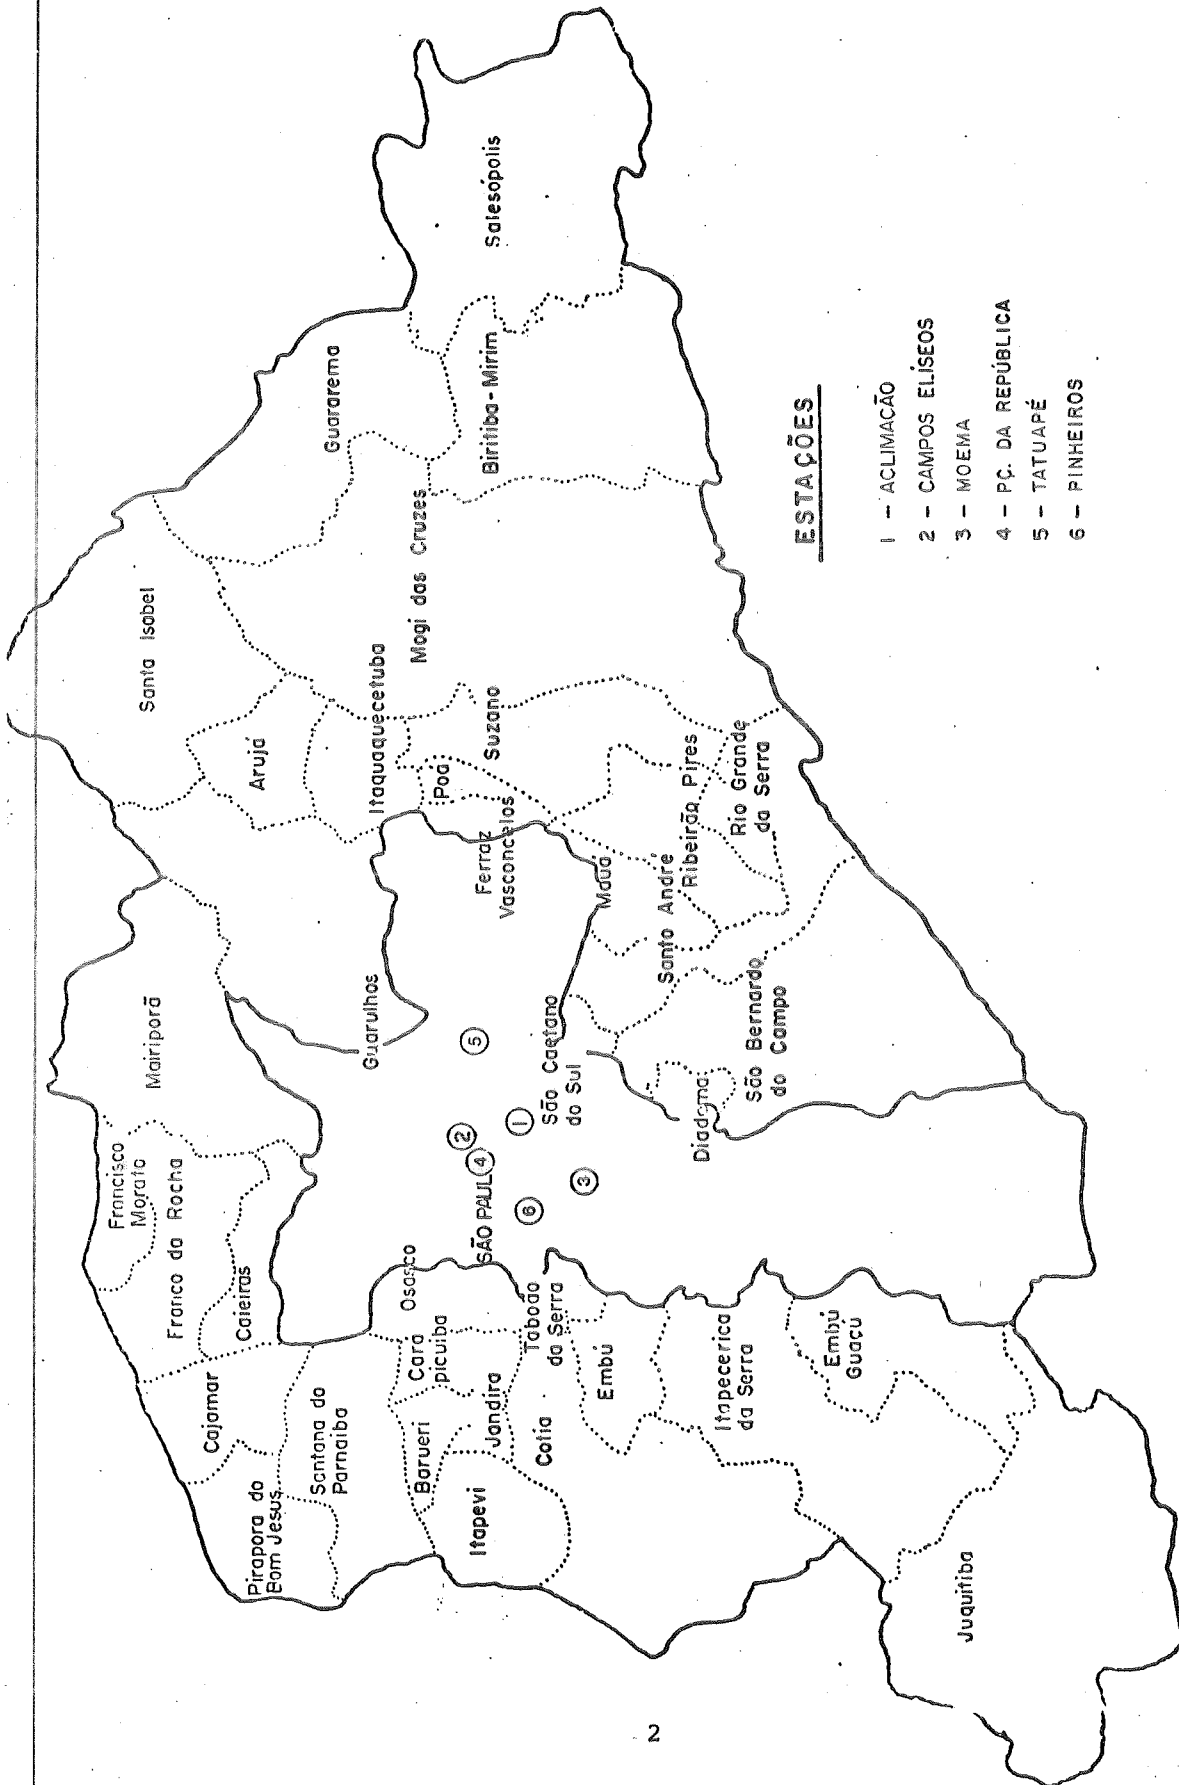 Francisco
Morato
Mairiporã
Santa Isabel
Franco da Rocha
Caieiras
Cajamar
Pirapora do
Bom Jesus
Santana do
Parnaiba
Guarulhos
Arujá
Guararema
Itaquaquecetuba
Mogi das Cruzes
Salesópolis
Biritiba-Mirim
Osasco
Cara
picuiba
Barueri
Jandira
Itapevi
Cotia
SÃO PAULO
2
4
5
1
6
3
Poá
Suzano
Ferraz
Vasconcelos
Taboão
da Serra
Embú
São Caetano
do Sul
Mauá
Santo André
Ribeirão Pires
Rio Grande
da Serra
Diadema
São Bernardo
do Campo
Itapecerica
da Serra
Embú
Guaçú
Juquitiba
ESTAÇÕES
1 - ACLIMAÇÃO
2 - CAMPOS ELÍSEOS
3 - MOEMA
4 - PÇ. DA REPÚBLICA
5 - TATUAPÉ
6 - PINHEIROS
2